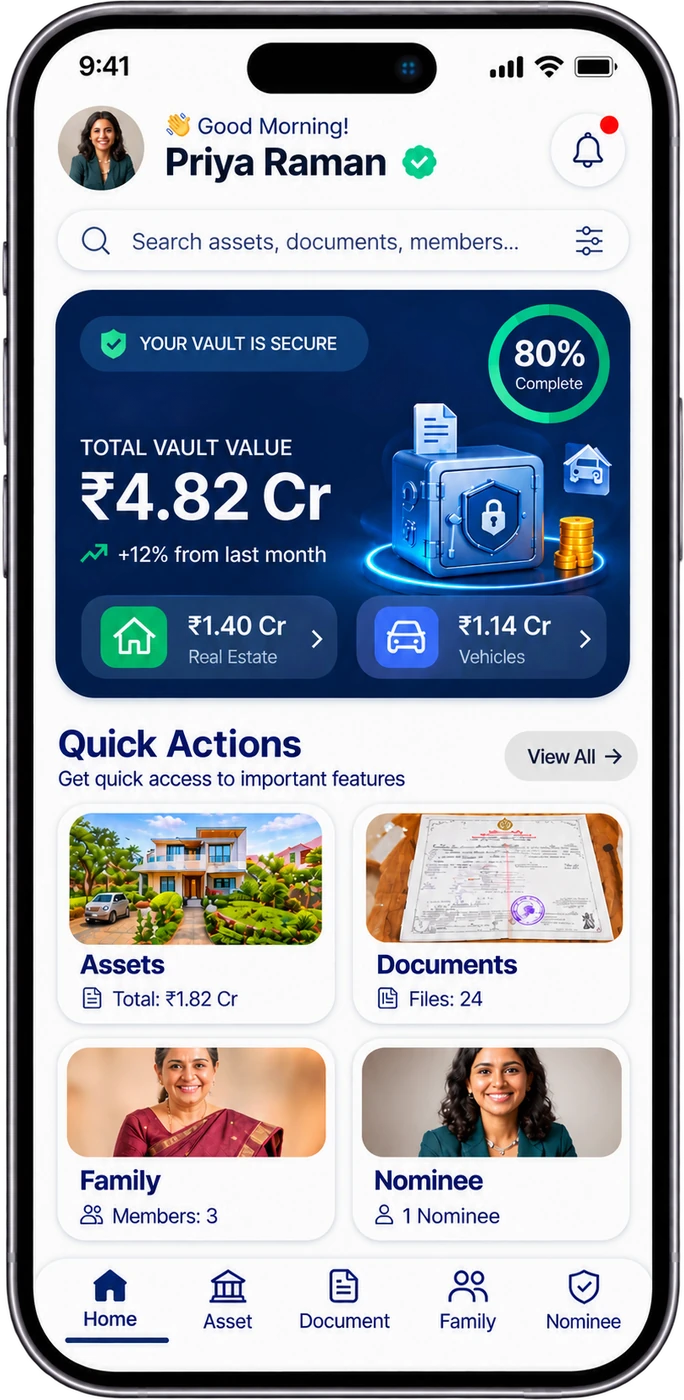 9:41
👋 Good Morning!
Priya Raman
Search assets, documents, members...
YOUR VAULT IS SECURE
80%
Complete
TOTAL VAULT VALUE
₹4.82 Cr
+12% from last month
₹1.40 Cr
Real Estate
₹1.14 Cr
Vehicles
Quick Actions
Get quick access to important features
View All →
Assets
Total: ₹1.82 Cr
Documents
Files: 24
Family
Members: 3
Nominee
1 Nominee
Home
Asset
Document
Family
Nominee